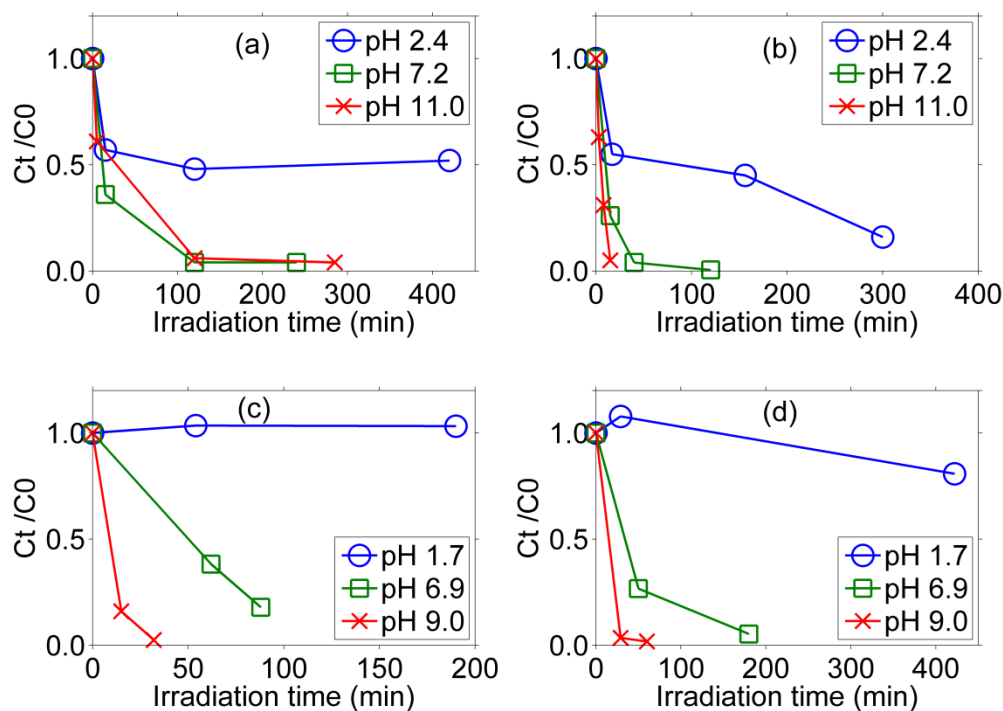 (a)
pH 2.4
pH 7.2
pH 11.0
Ct /C0
1.0
0.5
0.0
0 100 200 300 400
Irradiation time (min)
(b)
pH 2.4
pH 7.2
pH 11.0
Ct /C0
1.0
0.5
0.0
0 100 200 300 400
Irradiation time (min)
(c)
pH 1.7
pH 6.9
pH 9.0
Ct /C0
1.0
0.5
0.0
0 50 100 150 200
Irradiation time (min)
(d)
pH 1.7
pH 6.9
pH 9.0
Ct /C0
1.0
0.5
0.0
0 100 200 300 400
Irradiation time (min)